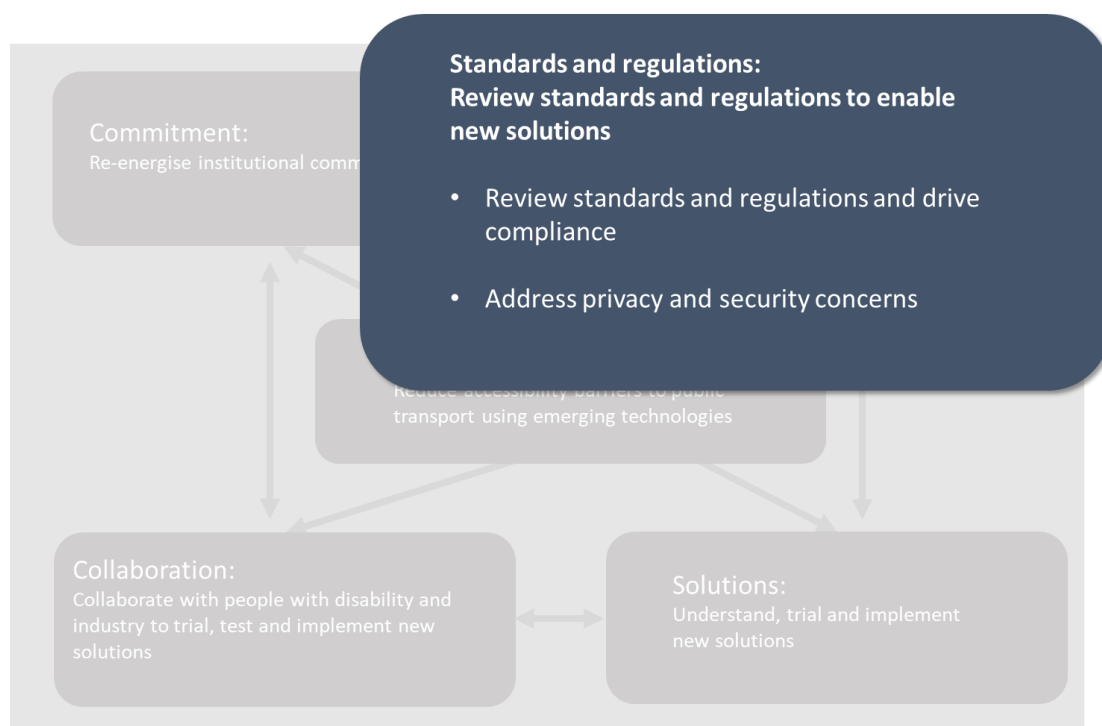 Standards and regulations:
Review standards and regulations to enable
new solutions
• Review standards and regulations and drive
compliance
• Address privacy and security concerns
Commitment:
Re-energise institutional
Reduce accessibility barriers to public
transport using emerging technologies
Collaboration:
Collaborate with people with disability and
industry to trial, test and implement new
solutions
Solutions:
Understand, trial and implement
new solutions